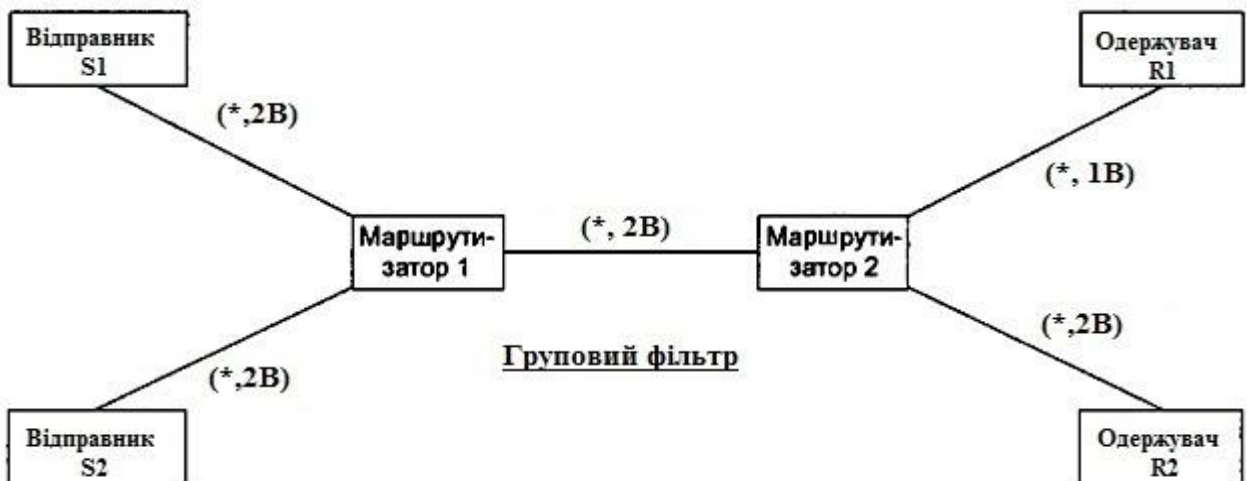 Відправник
S1
Одержувач
R1
(*,2B)
(*, 1B)
Маршрути-
затор 1
(*, 2B)
Маршрути-
затор 2
(*,2B)
(*,2B)
Груповий фільтр
Відправник
S2
Одержувач
R2